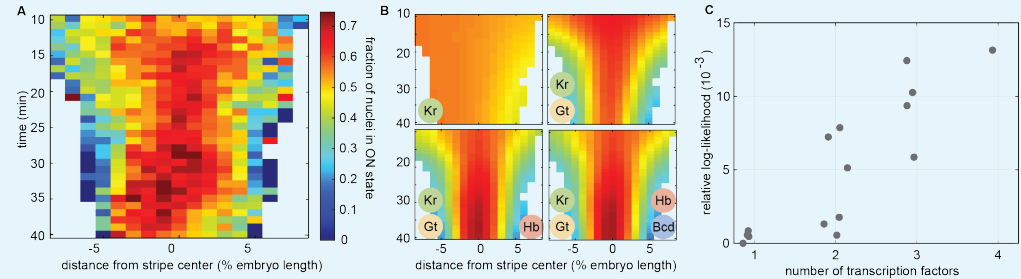 A
10
15
20
25
30
35
40
time (min)
-5
0
5
distance from stripe center (% embryo length)
0.7
0.6
0.5
0.4
0.3
0.2
0.1
0
fraction of nuclei in ON state
B
10
20
30
40
Kr
Kr
Gt
20
30
40
Kr
Gt
Hb
Kr
Gt
Hb
Bcd
-5
0
5
-5
0
5
distance from stripe center (% embryo length)
C
15
10
5
0
relative log-likelihood (10 −3)
1
2
3
4
number of transcription factors